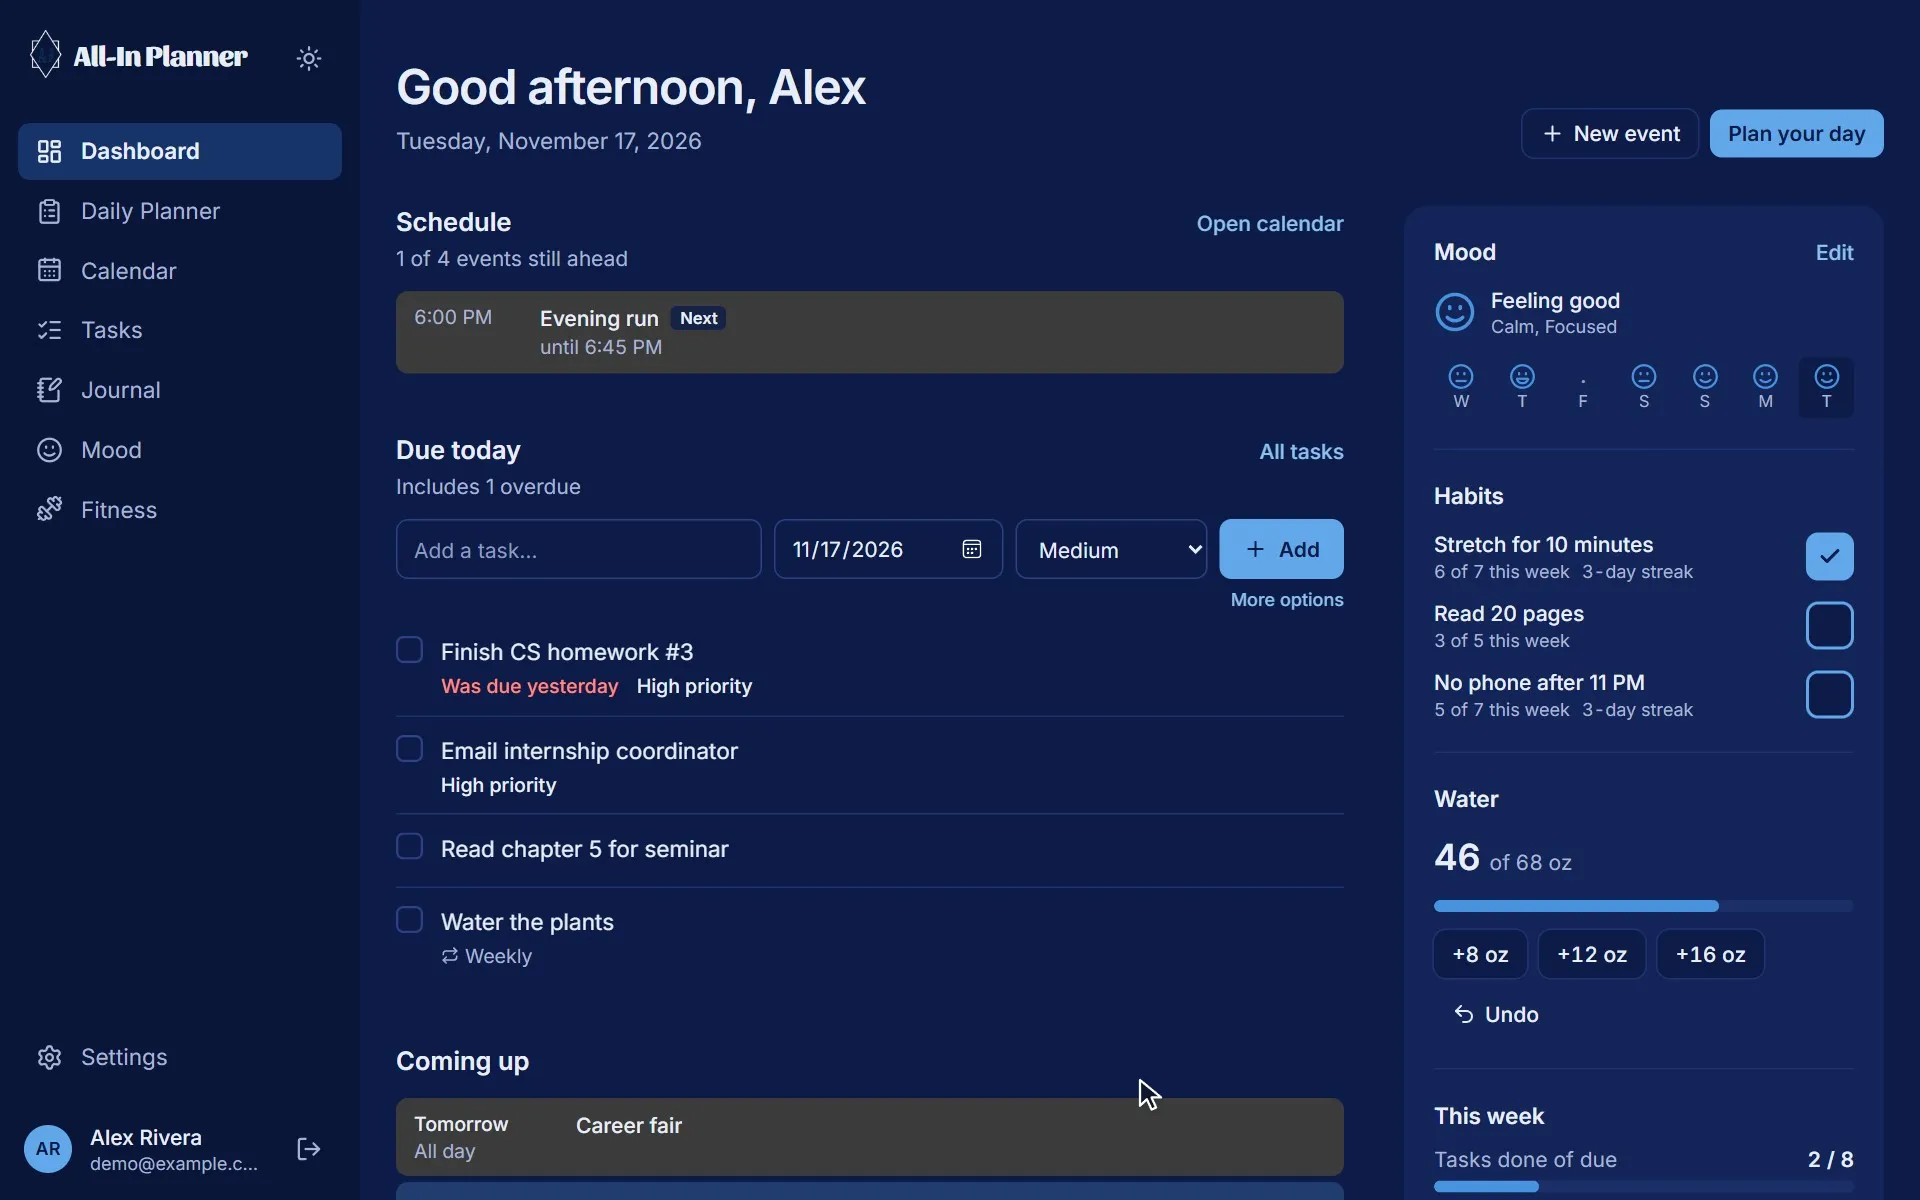 All-In Planner
Dashboard
Daily Planner
Calendar
Tasks
Journal
Mood
Fitness
Settings
AR
Alex Rivera
demo@example.c...
Good afternoon, Alex
Tuesday, November 17, 2026
New event
Plan your day
Schedule
Open calendar
1 of 4 events still ahead
6:00 PM
Evening run Next
until 6:45 PM
Due today
All tasks
Includes 1 overdue
Add a task...
11/17/2026
Medium
Add
More options
Finish CS homework #3
Was due yesterday High priority
Email internship coordinator
High priority
Read chapter 5 for seminar
Water the plants
Weekly
Coming up
Tomorrow
Career fair
All day
Mood
Edit
Feeling good
Calm, Focused
W T F S S M T
Habits
Stretch for 10 minutes
6 of 7 this week 3-day streak
Read 20 pages
3 of 5 this week
No phone after 11 PM
5 of 7 this week 3-day streak
Water
46 of 68 oz
+8 oz
+12 oz
+16 oz
Undo
This week
Tasks done of due
2 / 8